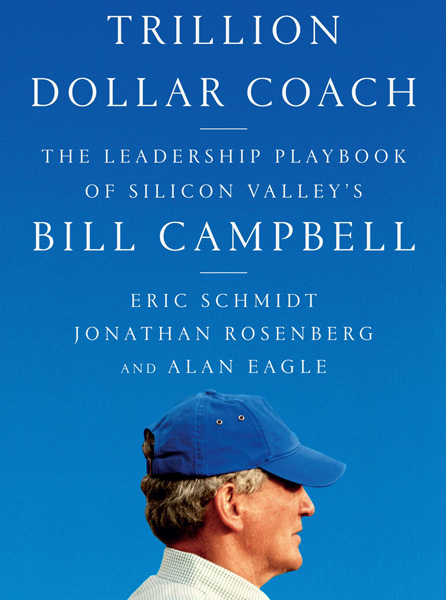 TRILLION
DOLLAR COACH
THE LEADERSHIP PLAYBOOK
OF SILICON VALLEY'S
BILL CAMPBELL
ERIC SCHMIDT
JONATHAN ROSENBERG
AND ALAN EAGLE